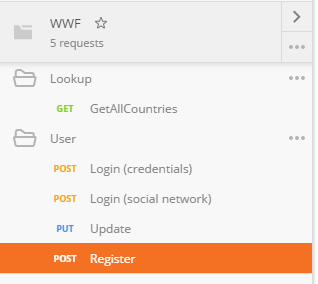 WWF
5 requests
Lookup
GET GetAllCountries
User
POST Login (credentials)
POST Login (social network)
PUT Update
POST Register